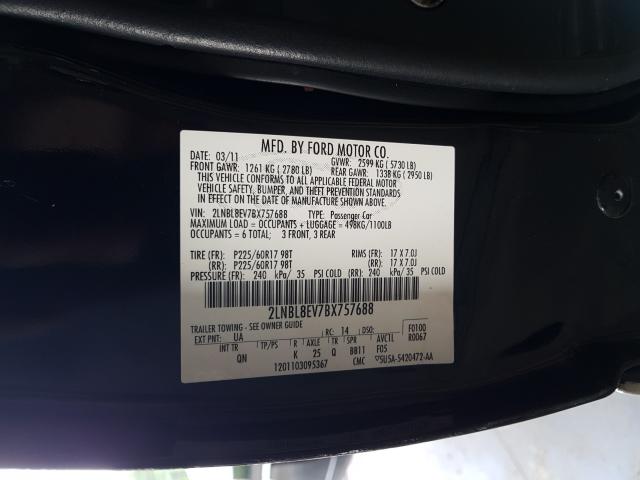 MFD. BY FORD MOTOR CO.
DATE: 03/11 GVWR: 2599 KG ( 5730 LB)
FRONT GAWR: 1261 KG ( 2780 LB) REAR GAWR: 1338 KG ( 2950 LB)
THIS VEHICLE CONFORMS TO ALL APPLICABLE FEDERAL MOTOR
VEHICLE SAFETY, BUMPER, AND THEFT PREVENTION STANDARDS
IN EFFECT ON THE DATE OF MANUFACTURE SHOWN ABOVE.
VIN: 2LNBL8EV7BX757688 TYPE: Passenger Car
MAXIMUM LOAD = OCCUPANTS + LUGGAGE = 498KG/1100LB
OCCUPANTS = 6 TOTAL; 3 FRONT, 3 REAR
TIRE (FR): P225/60R17 98T RIMS (FR): 17 X 7.0J
(RR): P225/60R17 98T (RR): 17 X 7.0J
PRESSURE (FR): 240 kPa/ 35 PSI COLD (RR): 240 kPa/ 35 PSI COLD
2LNBL8EV7BX757688
TRAILER TOWING - SEE OWNER GUIDE
EXT PNT: UA RC: 14 DSO: F0100
R0067
INT TR TP/PS R AXLE TR SPR AVC1L
QN K 25 Q BB11 F05
1201103095367 CMC 5U5A-5420472-AA